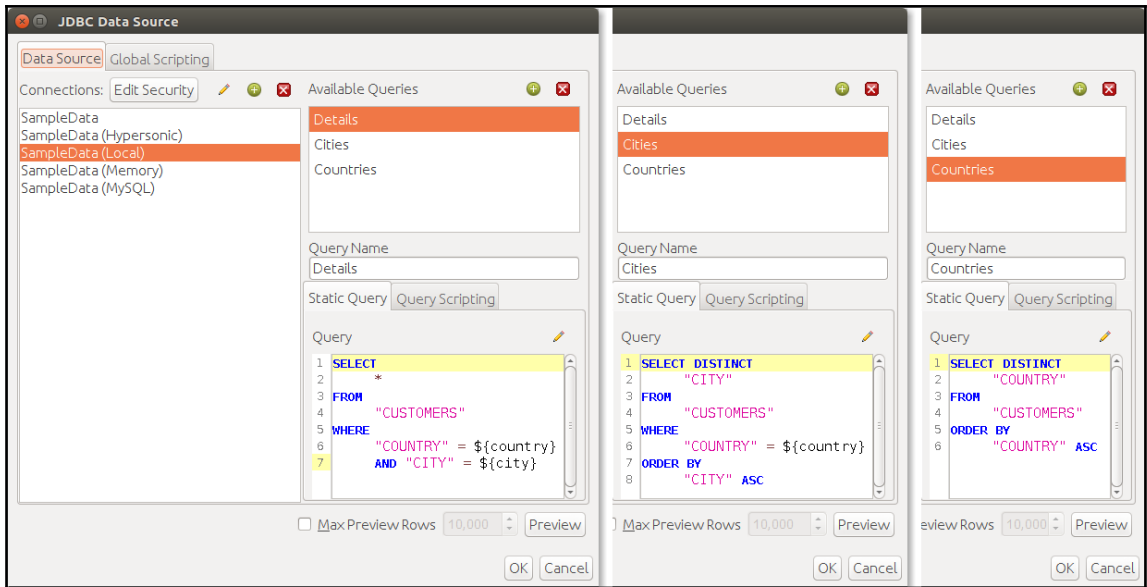 JDBC Data Source
Data Source Global Scripting
Connections: Edit Security
SampleData
SampleData (Hypersonic)
SampleData (Local)
SampleData (Memory)
SampleData (MySQL)
Available Queries
Details
Cities
Countries
Query Name
Details
Static Query Query Scripting
Query
1 SELECT
2 *
3 FROM
4 "CUSTOMERS"
5 WHERE
6 "COUNTRY" = ${country}
7 AND "CITY" = ${city}
Max Preview Rows 10,000 Preview
OK Cancel
Available Queries
Details
Cities
Countries
Query Name
Cities
Static Query Query Scripting
Query
1 SELECT DISTINCT
2 "CITY"
3 FROM
4 "CUSTOMERS"
5 WHERE
6 "COUNTRY" = ${country}
7 ORDER BY
8 "CITY" ASC
Max Preview Rows 10,000 Preview
OK Cancel
Available Queries
Details
Cities
Countries
Query Name
Countries
Static Query Query Scripting
Query
1 SELECT DISTINCT
2 "COUNTRY"
3 FROM
4 "CUSTOMERS"
5 ORDER BY
6 "COUNTRY" ASC
eview Rows 10,000 Preview
OK Cancel